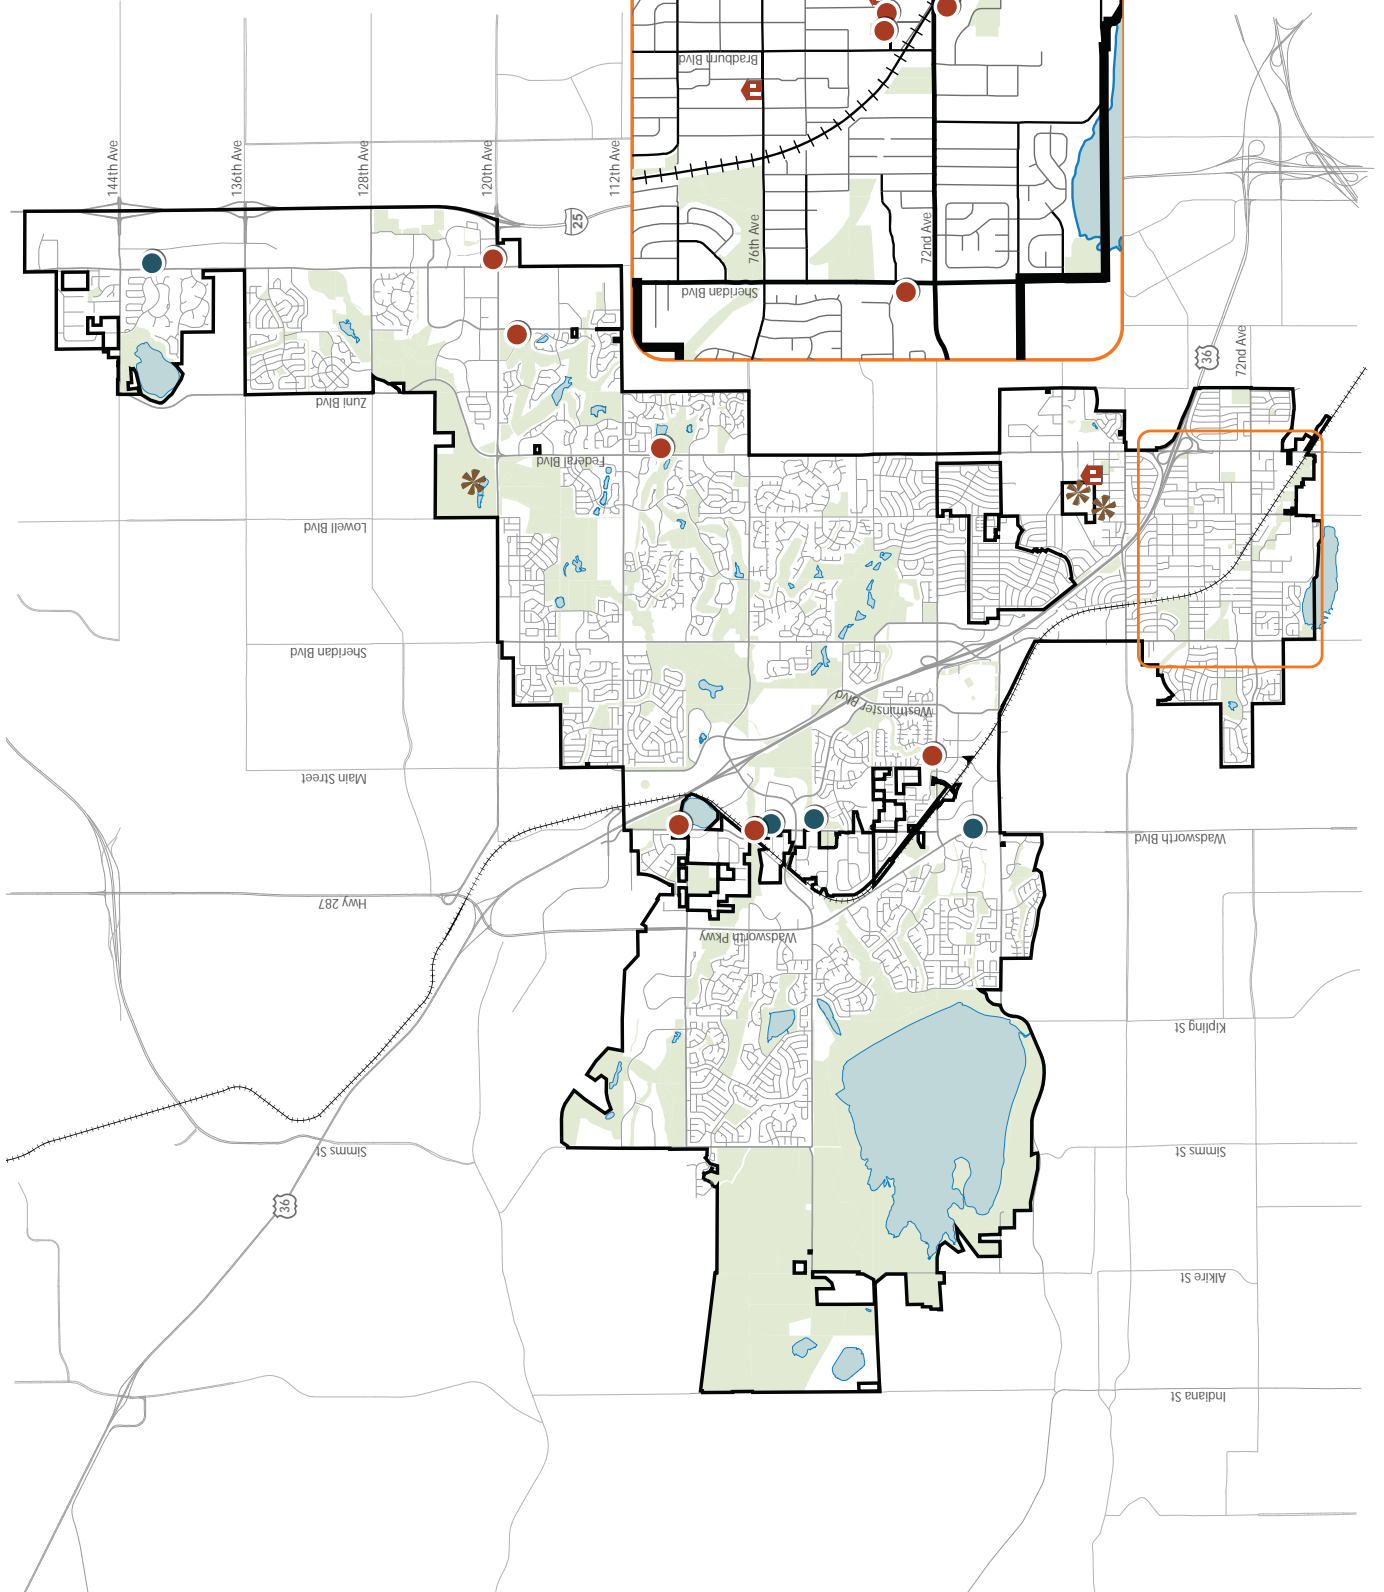 Bradburn Blvd
144th Ave
136th Ave
128th Ave
120th Ave
112th Ave
25
76th Ave
72nd Ave
Sheridan Blvd
36
72nd Ave
Zuni Blvd
Federal Blvd
Lowell Blvd
Sheridan Blvd
Westminster Blvd
Main Street
Wadsworth Blvd
Hwy 287
Wadsworth Pkwy
Kipling St
Simms St
Simms St
36
Alkire St
Indiana St